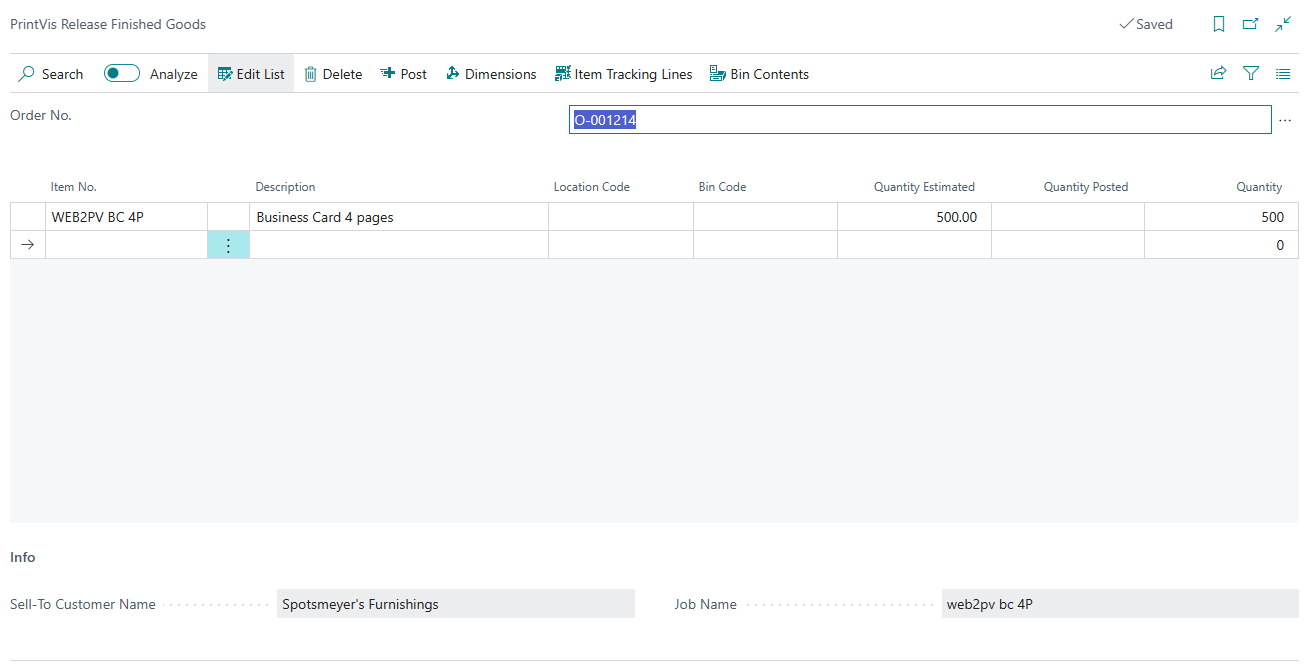 PrintVis Release Finished Goods Saved
Search Analyze Edit List Delete Post Dimensions Item Tracking Lines Bin Contents
Order No. O-001214
Item No. Description Location Code Bin Code Quantity Estimated Quantity Posted Quantity
WEB2PV BC 4P Business Card 4 pages 500.00 500
0
Info
Sell-To Customer Name Spotsmeyer's Furnishings Job Name web2pv bc 4P